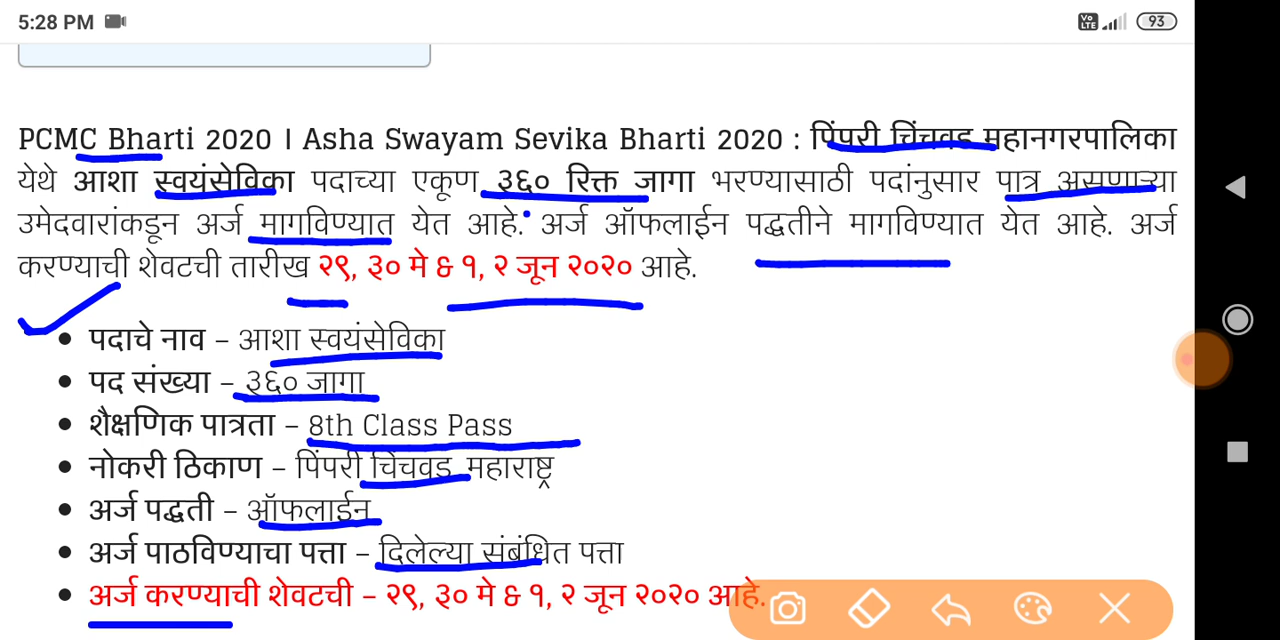 5:28 PM
Vo LTE 93
PCMC Bharti 2020 । Asha Swayam Sevika Bharti 2020 : पिंपरी चिंचवड महानगरपालिका
येथे आशा स्वयंसेविका पदाच्या एकूण ३६० रिक्त जागा भरण्यासाठी पदांनुसार पात्र असणाऱ्या
उमेदवारांकडून अर्ज मागविण्यात येत आहे. अर्ज ऑफलाईन पद्धतीने मागविण्यात येत आहे. अर्ज
करण्याची शेवटची तारीख २९, ३० मे & १, २ जून २०२० आहे.
• पदाचे नाव – आशा स्वयंसेविका
• पद संख्या – ३६० जागा
• शैक्षणिक पात्रता – 8th Class Pass
• नोकरी ठिकाण – पिंपरी चिंचवड महाराष्ट्र
• अर्ज पद्धती – ऑफलाईन
• अर्ज पाठविण्याचा पत्ता – दिलेल्या संबंधित पत्ता
• अर्ज करण्याची शेवटची – २९, ३० मे & १, २ जून २०२० आहे.